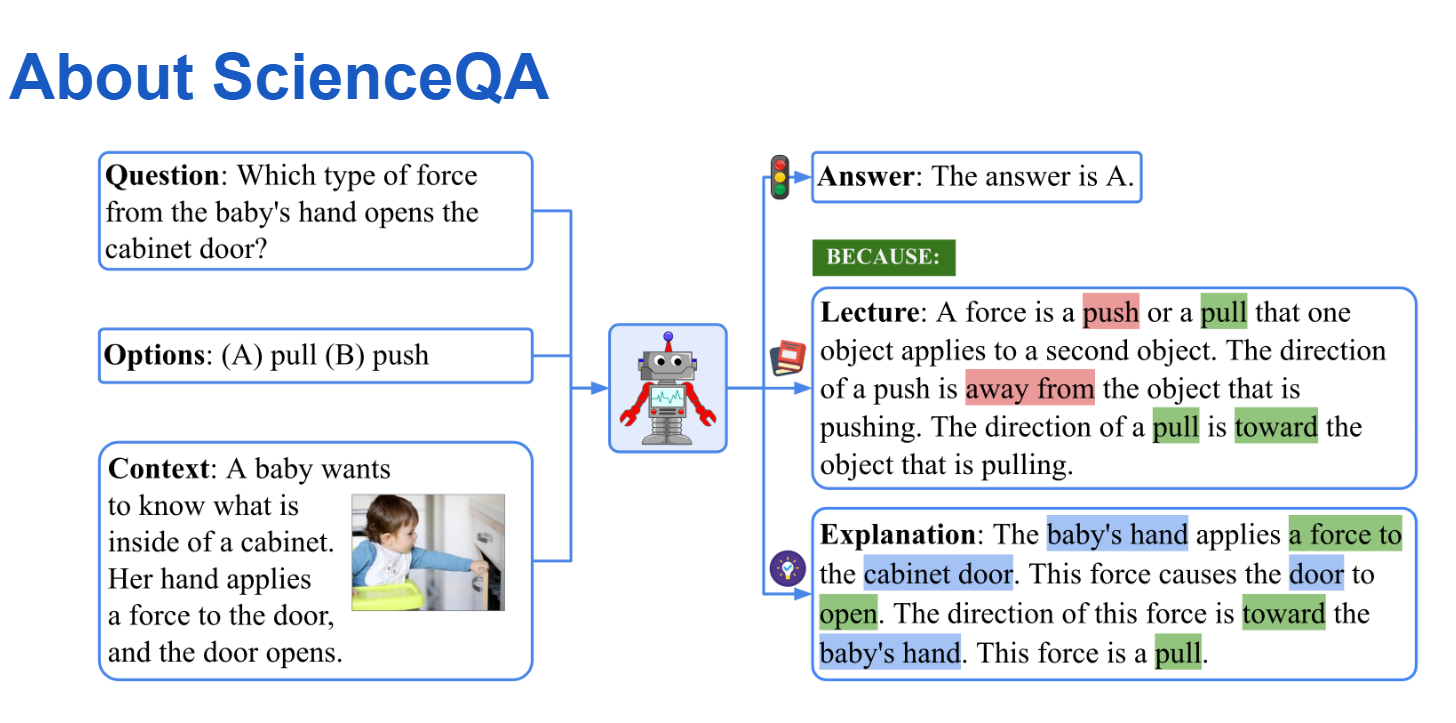 About ScienceQA
Question: Which type of force
from the baby's hand opens the
cabinet door?
Options: (A) pull (B) push
Context: A baby wants
to know what is
inside of a cabinet.
Her hand applies
a force to the door,
and the door opens.
Answer: The answer is A.
BECAUSE:
Lecture: A force is a push or a pull that one
object applies to a second object. The direction
of a push is away from the object that is
pushing. The direction of a pull is toward the
object that is pulling.
Explanation: The baby's hand applies a force to
the cabinet door. This force causes the door to
open. The direction of this force is toward the
baby's hand. This force is a pull.